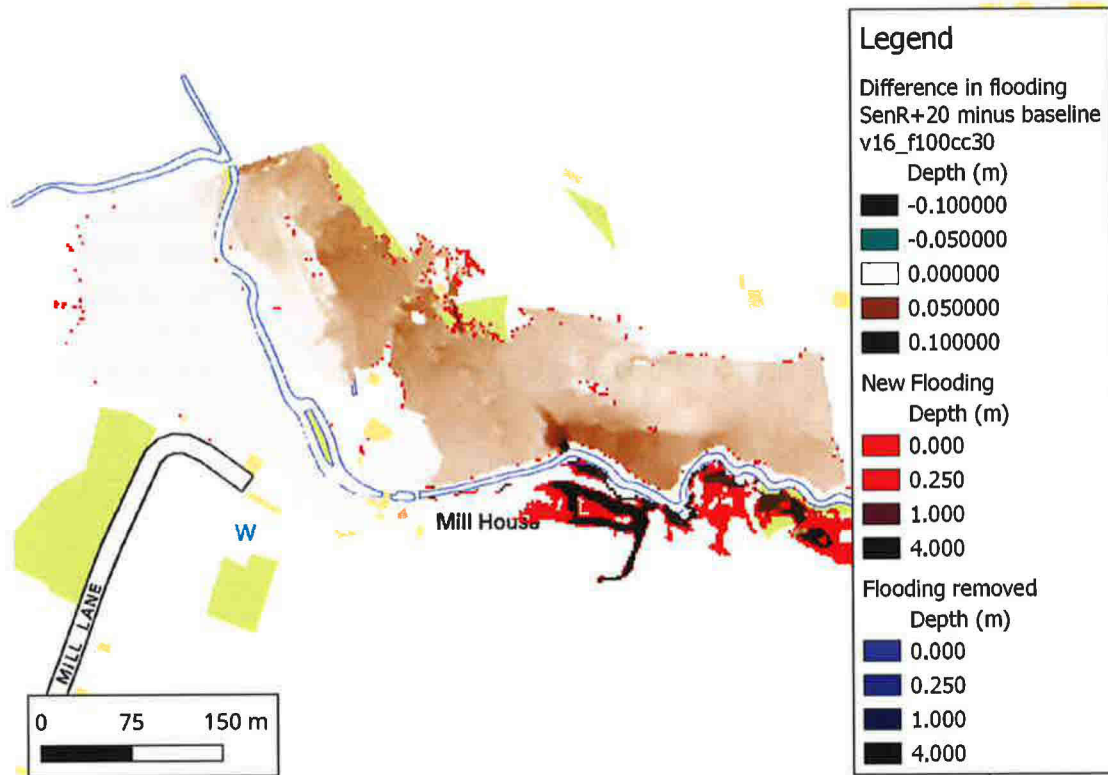 Legend
Difference in flooding
SenR+20 minus baseline
v16_f100cc30
Depth (m)
-0.100000
-0.050000
0.000000
0.050000
0.100000
New Flooding
Depth (m)
0.000
0.250
1.000
4.000
Flooding removed
Depth (m)
0.000
0.250
1.000
4.000
Mill House
W
MILL LANE
0 75 150 m